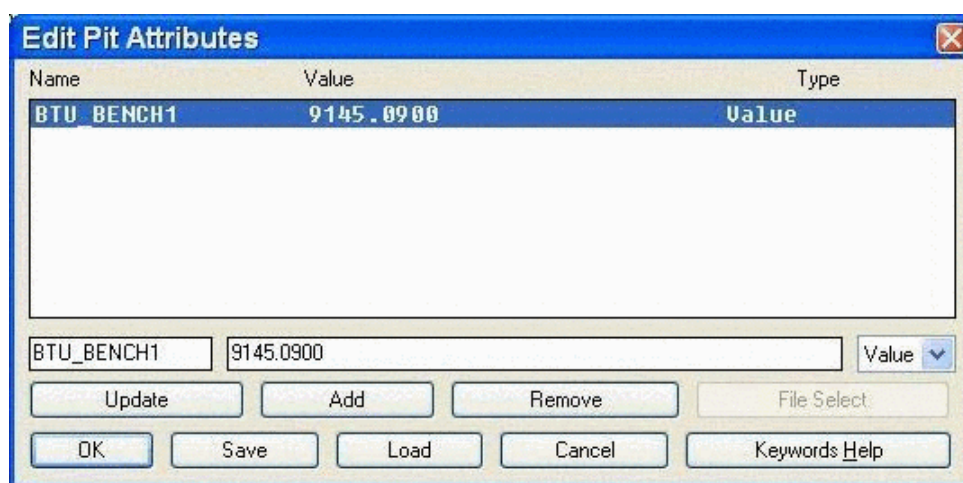 Edit Pit Attributes
Name Value Type
BTU_BENCH1 9145.0900 Value
BTU_BENCH1 9145.0900 Value
Update Add Remove File Select
OK Save Load Cancel Keywords Help